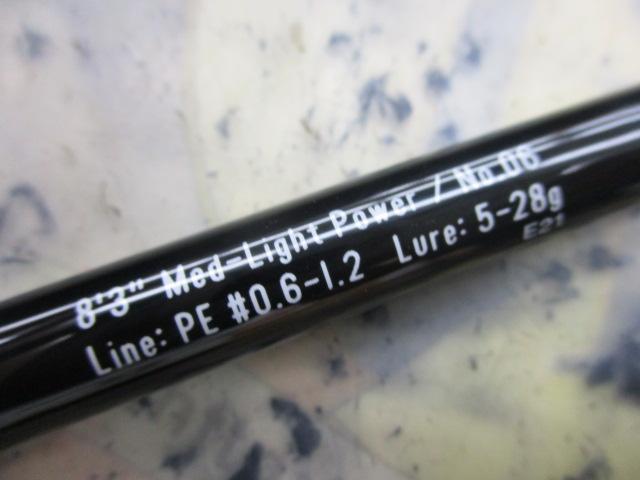 8'3" Med-Light Power / No.06
Line: PE #0.6-1.2 Lure: 5-28g
E21